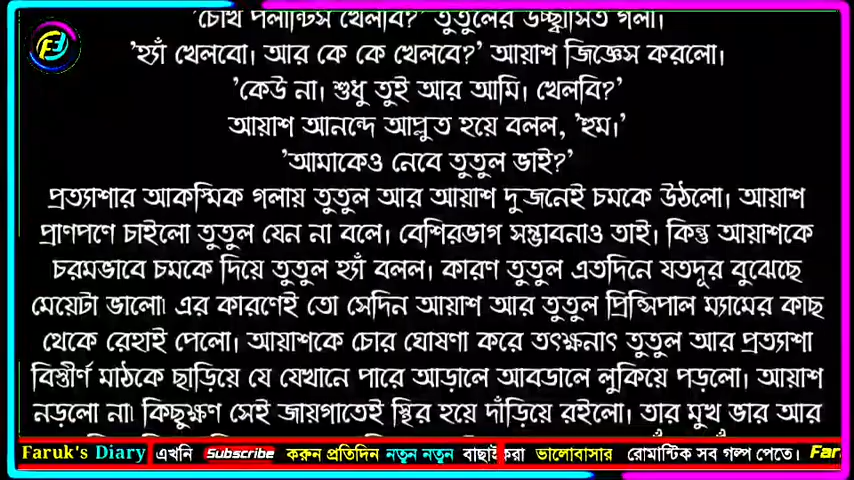 'চোখ পলান্টিস খেলবি?' তুতুলের উচ্ছ্বাসিত গলা।
'হ্যাঁ খেলবো। আর কে কে খেলবে?' আয়াশ জিজ্ঞেস করলো।
'কেউ না। শুধু তুই আর আমি। খেলবি?'
আয়াশ আনন্দে আপ্লুত হয়ে বলল, 'হুম।'
'আমাকেও নেবে তুতুল ভাই?'
প্রত্যাশার আকস্মিক গলায় তুতুল আর আয়াশ দু'জনেই চমকে উঠলো। আয়াশ
প্রাণপণে চাইলো তুতুল যেন না বলে। বেশিরভাগ সম্ভাবনাও তাই। কিন্তু আয়াশকে
চরমভাবে চমকে দিয়ে তুতুল হ্যাঁ বলল। কারণ তুতুল এতদিনে যতদূর বুঝেছে
মেয়েটা ভালো। এর কারণেই তো সেদিন আয়াশ আর তুতুল প্রিন্সিপাল ম্যামের কাছ
থেকে রেহাই পেলো। আয়াশকে চোর ঘোষণা করে তৎক্ষনাৎ তুতুল আর প্রত্যাশা
বিস্তীর্ণ মাঠকে ছাড়িয়ে যে যেখানে পারে আড়ালে আবডালে লুকিয়ে পড়লো। আয়াশ
নড়লো না। কিছুক্ষণ সেই জায়গাতেই স্থির হয়ে দাঁড়িয়ে রইলো। তার মুখ ভার আর
Faruk's Diary এখনি Subscribe করুন প্রতিদিন নতুন নতুন বাছাইকরা ভালোবাসার রোমান্টিক সব গল্প পেতে। Far